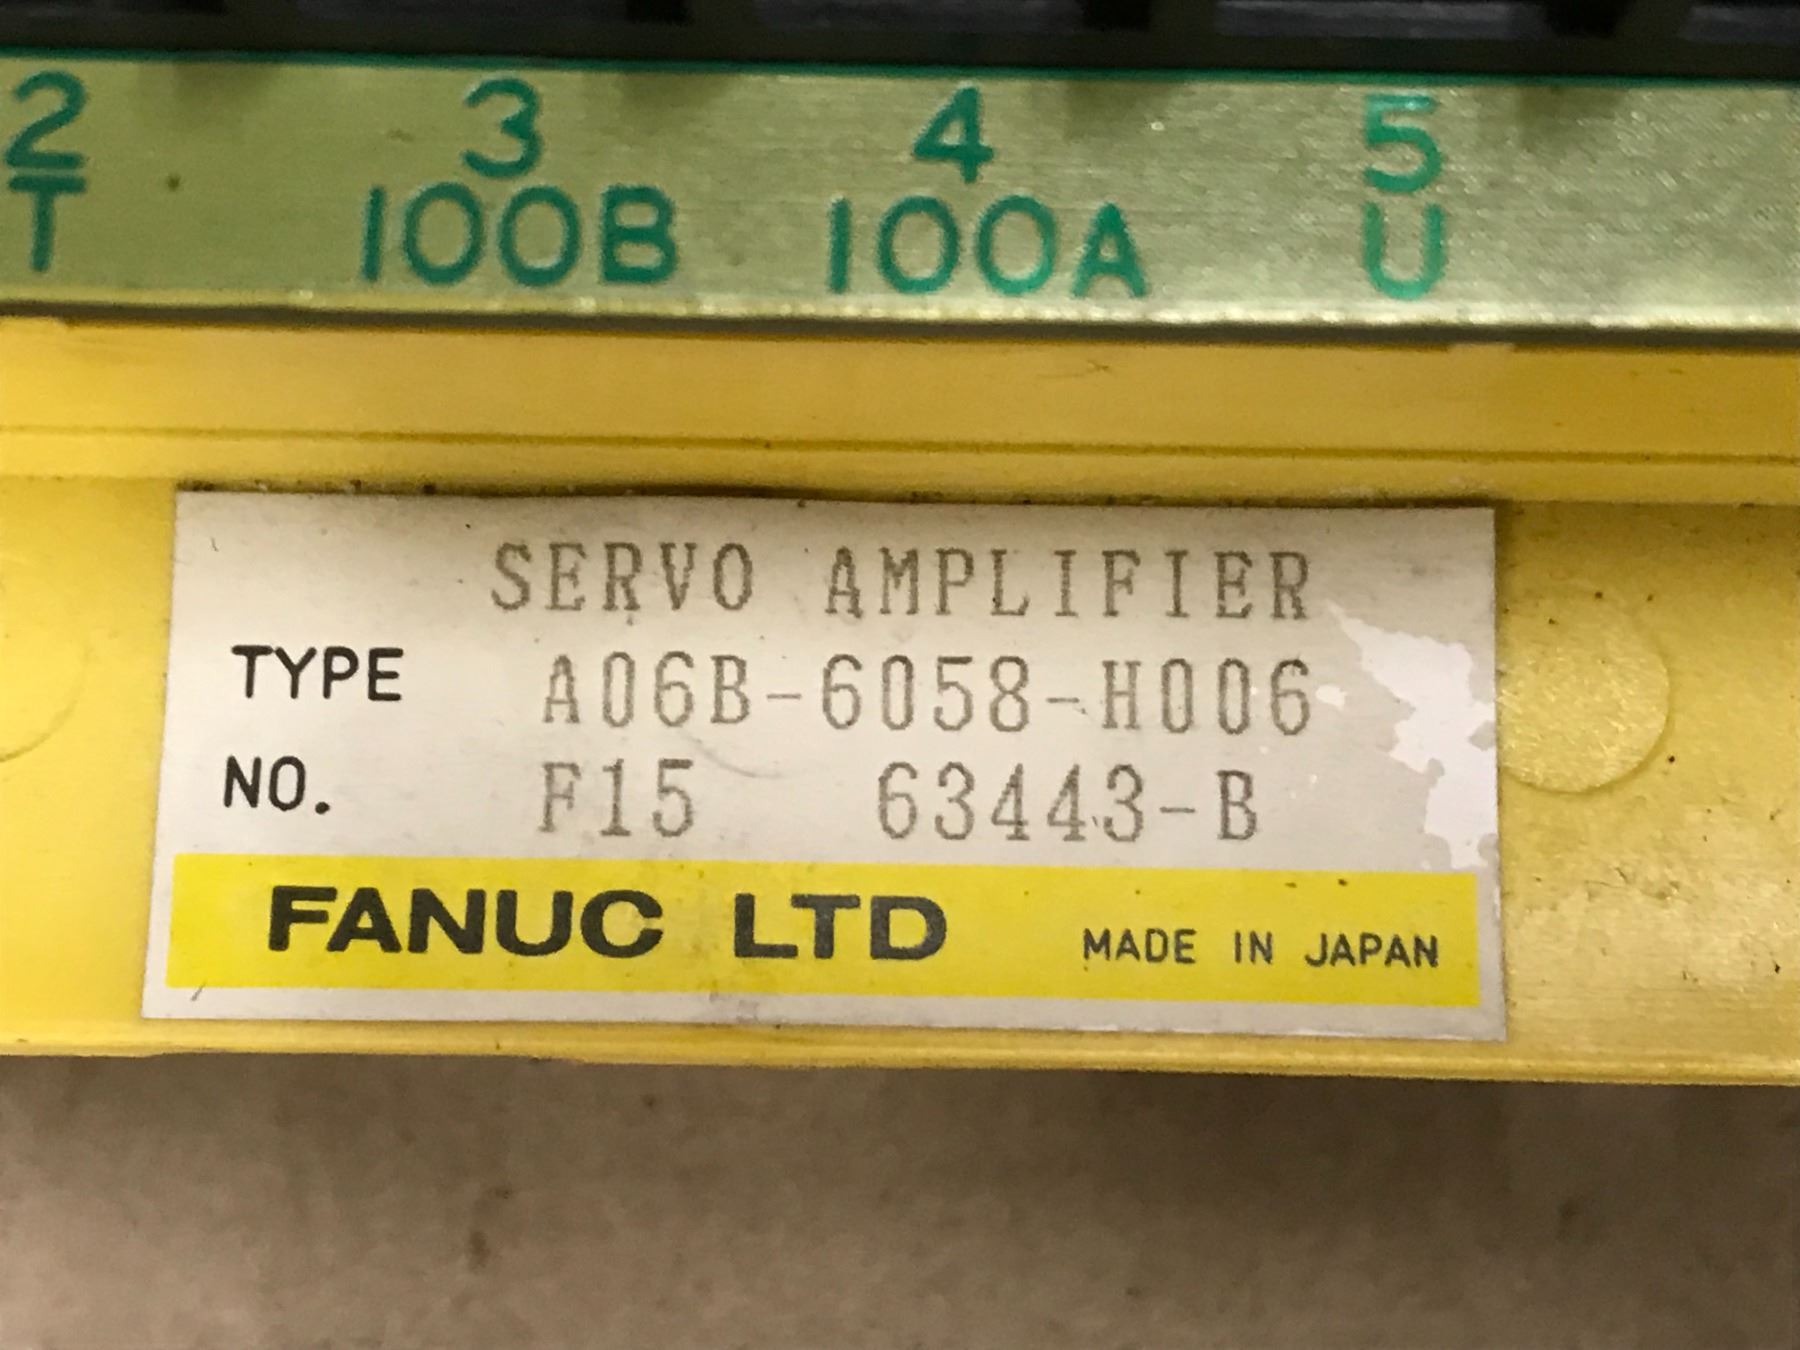 2 3 4 5
T 100B 100A U
SERVO AMPLIFIER
TYPE A06B-6058-H006
NO. F15 63443-B
FANUC LTD MADE IN JAPAN